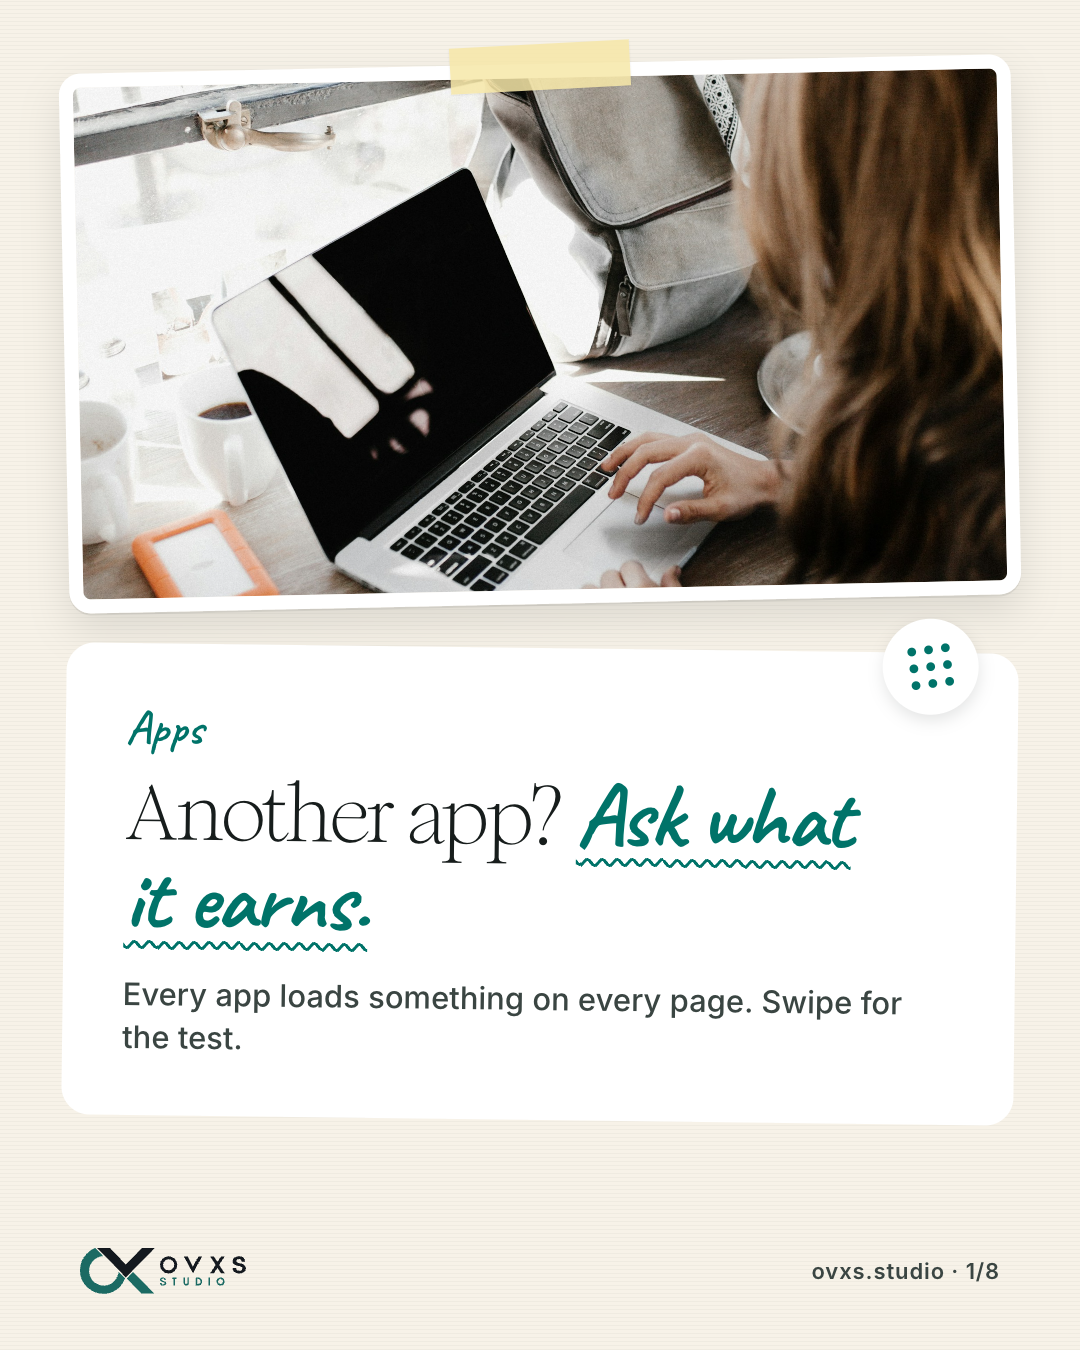 Apps
Another app? Ask what
it earns.
Every app loads something on every page. Swipe for
the test.
OVXS
STUDIO
ovxs.studio · 1/8